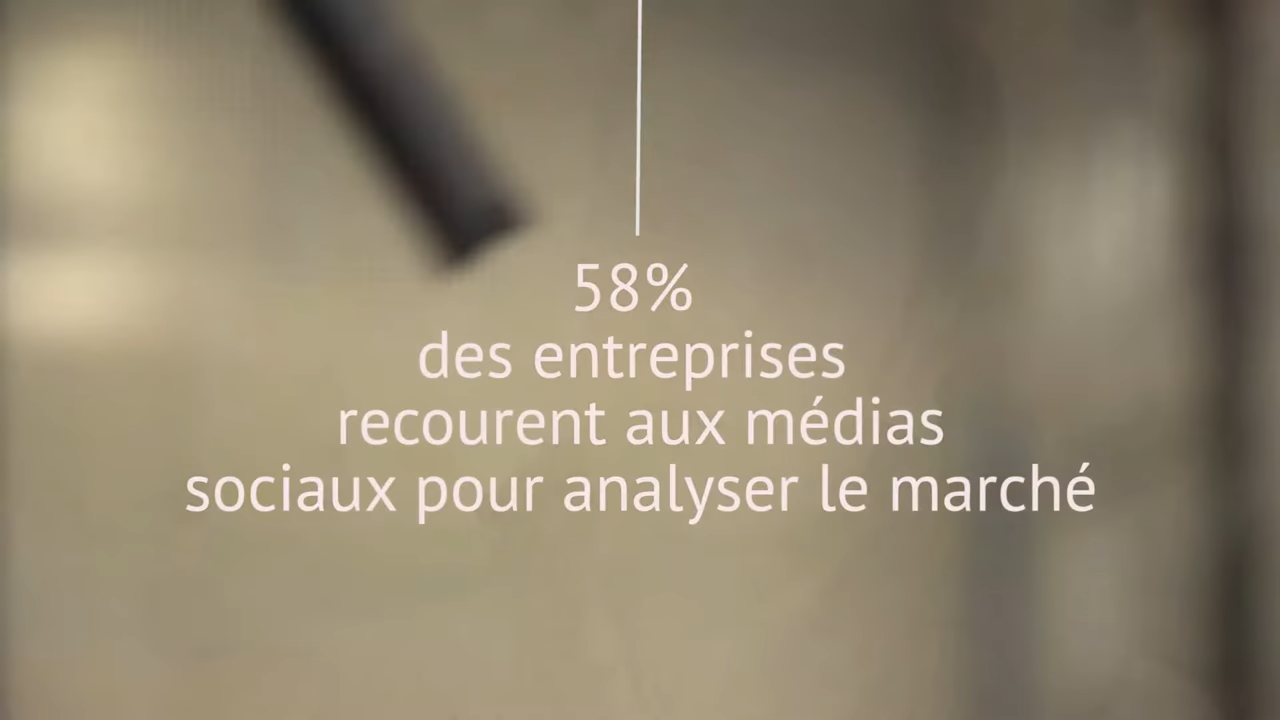 58%
des entreprises
recourent aux médias
sociaux pour analyser le marché